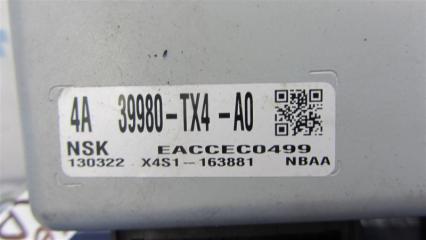 4A 39980-TX4-A0
NSK EACCEC0499
130322 X4S1-163881 NBAA